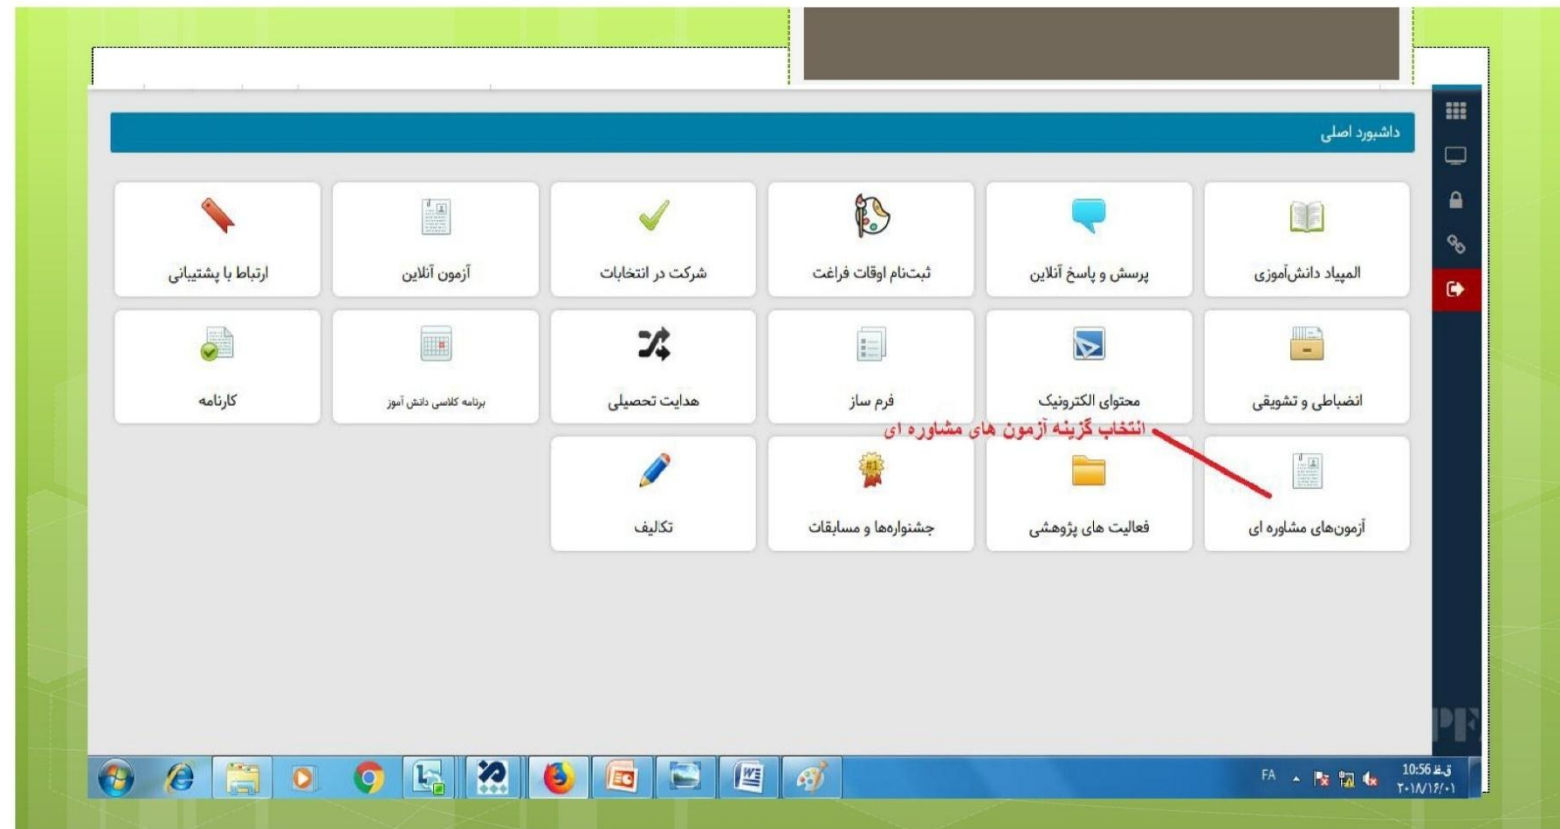 داشبورد اصلی
المپیاد دانش‌آموزی
پرسش و پاسخ آنلاین
ثبت‌نام اوقات فراغت
شرکت در انتخابات
آزمون آنلاین
ارتباط با پشتیبانی
انضباطی و تشویقی
محتوای الکترونیک
فرم ساز
هدایت تحصیلی
برنامه کلاسی دانش آموز
کارنامه
انتخاب گزینه آزمون های مشاوره ای
آزمون‌های مشاوره ای
فعالیت های پژوهشی
جشنواره‌ها و مسابقات
#1
تکالیف
FA
10:56 ق.ظ